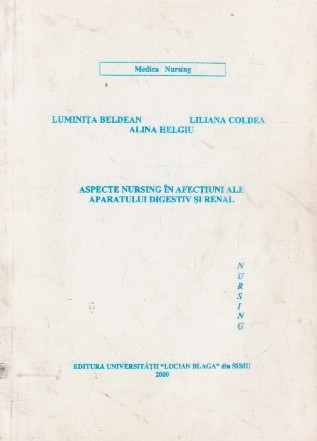 Medica Nursing
LUMINIȚA BELDEAN LILIANA COLDEA
ALINA HELGIU
ASPECTE NURSING ÎN AFECȚIUNI ALE
APARATULUI DIGESTIV ȘI RENAL
NURSING
EDITURA UNIVERSITĂȚII "LUCIAN BLAGA" din SIBIU
2000